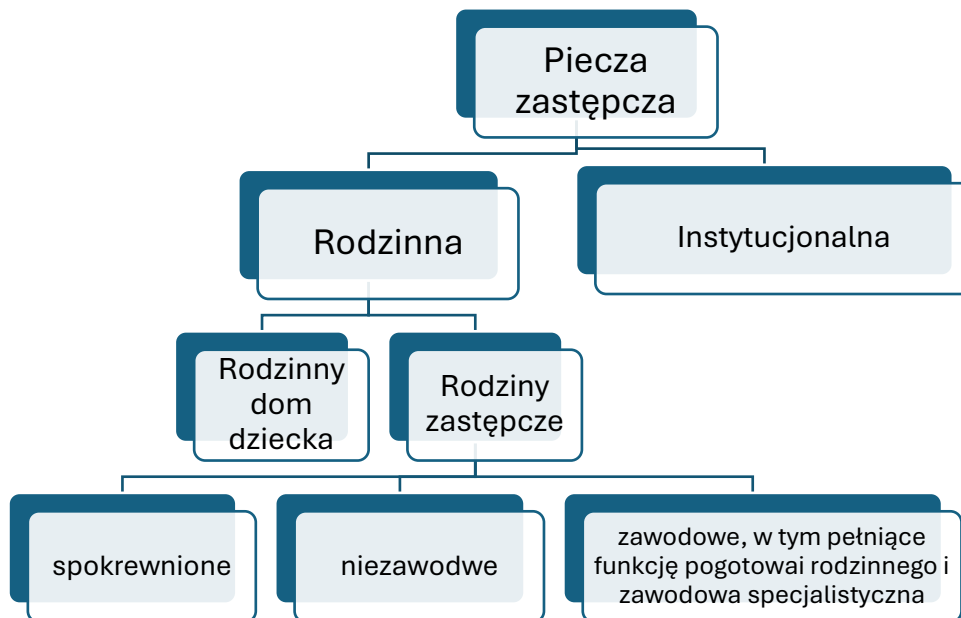 Piecza
zastępcza
Rodzinna
Instytucjonalna
Rodzinny
dom
dziecka
Rodziny
zastępcze
spokrewnione
niezawodwe
zawodowe, w tym pełniące
funkcję pogotowai rodzinnego i
zawodowa specjalistyczna